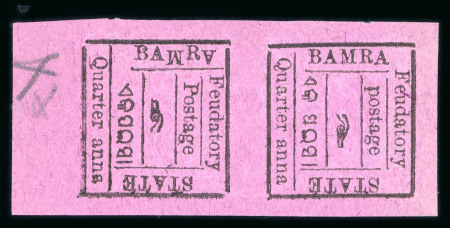 BAMRA
Feudatory
Postage
Quarter anna
STATE
BAMRA
Feudatory
postage
Quarter anna
STATE